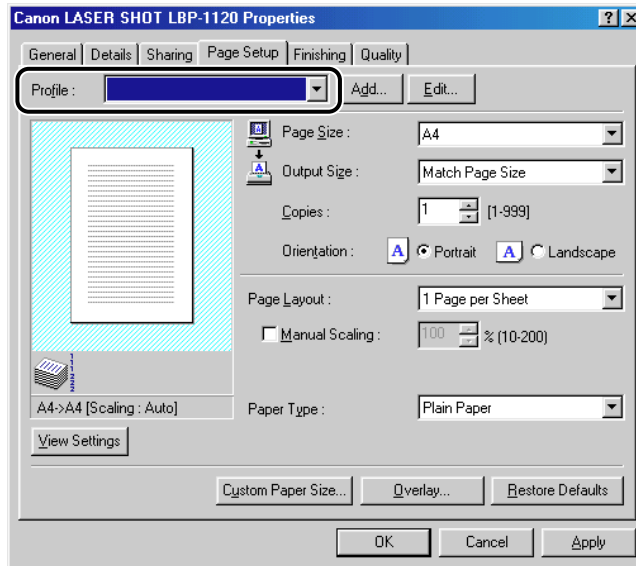 Canon LASER SHOT LBP-1120 Properties
General Details Sharing Page Setup Finishing Quality
Profile : Add... Edit...
Page Size : A4
Output Size : Match Page Size
Copies : 1 [1-999]
Orientation : A Portrait A Landscape
Page Layout : 1 Page per Sheet
Manual Scaling : 100 % (10-200)
A4->A4 [Scaling : Auto] Paper Type : Plain Paper
View Settings
Custom Paper Size... Overlay... Restore Defaults
OK Cancel Apply